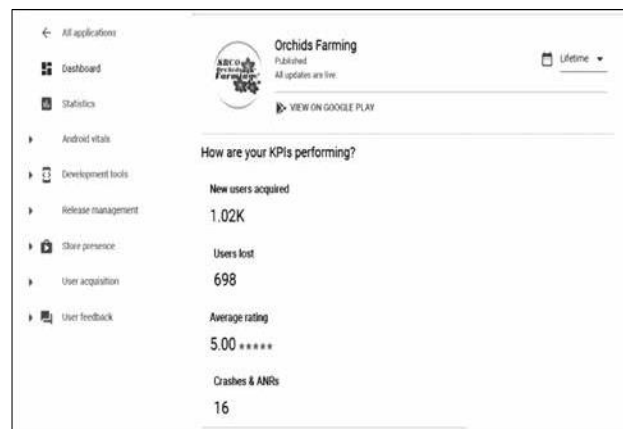 All applications
Dashboard
Statistics
Android vitals
Development tools
Release management
Store presence
User acquisition
User feedback
Orchids Farming
Published
All updates are live.
VIEW ON GOOGLE PLAY
Lifetime
How are your KPIs performing?
New users acquired
1.02K
Users lost
698
Average rating
5.00 ★★★★★
Crashes & ANRs
16